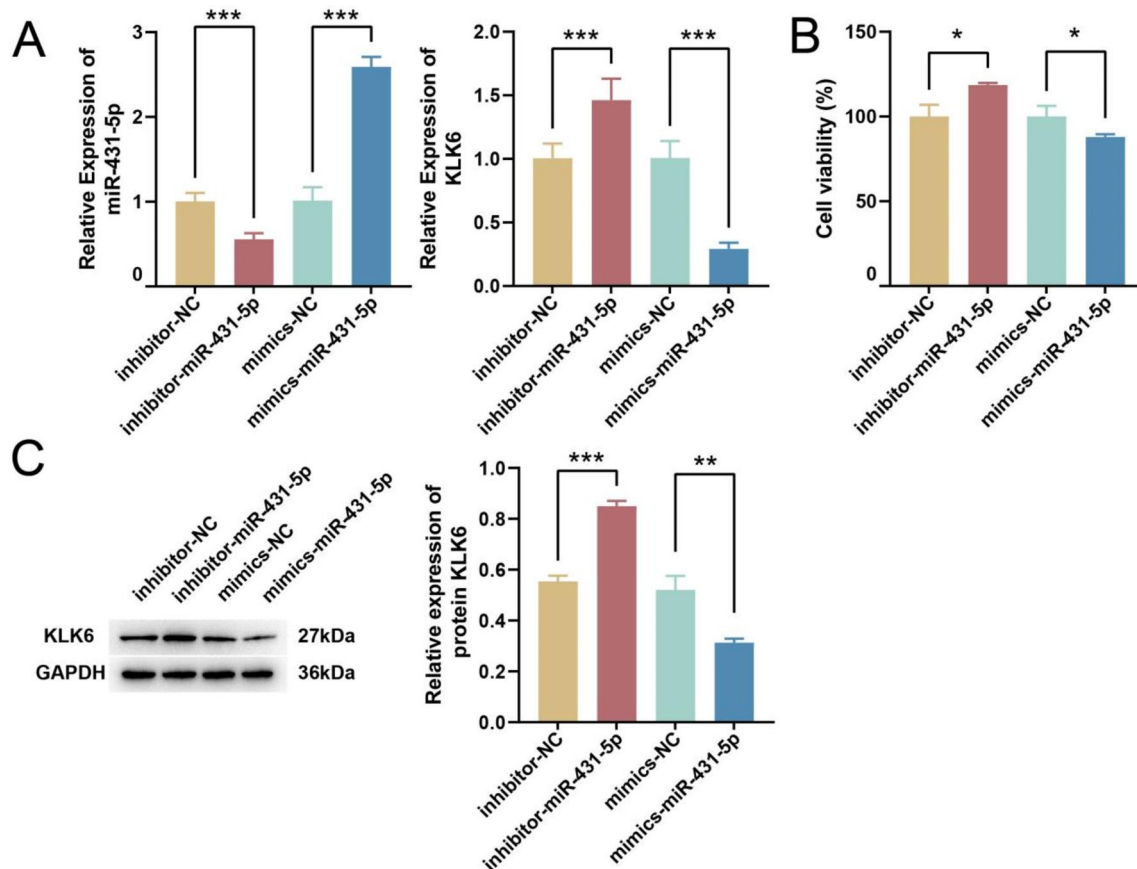 A
Relative Expression of
miR-431-5p
3
2
1
0
***
***
inhibitor-NC
inhibitor-miR-431-5p
mimics-NC
mimics-miR-431-5p
Relative Expression of
KLK6
2.0
1.5
1.0
0.5
0.0
***
***
inhibitor-NC
inhibitor-miR-431-5p
mimics-NC
mimics-miR-431-5p
B
Cell viability (%)
150
100
50
0
*
*
inhibitor-NC
inhibitor-miR-431-5p
mimics-NC
mimics-miR-431-5p
C
inhibitor-NC
inhibitor-miR-431-5p
mimics-NC
mimics-miR-431-5p
KLK6 27kDa
GAPDH 36kDa
Relative expression of
protein KLK6
1.0
0.8
0.6
0.4
0.2
0.0
***
**
inhibitor-NC
inhibitor-miR-431-5p
mimics-NC
mimics-miR-431-5p